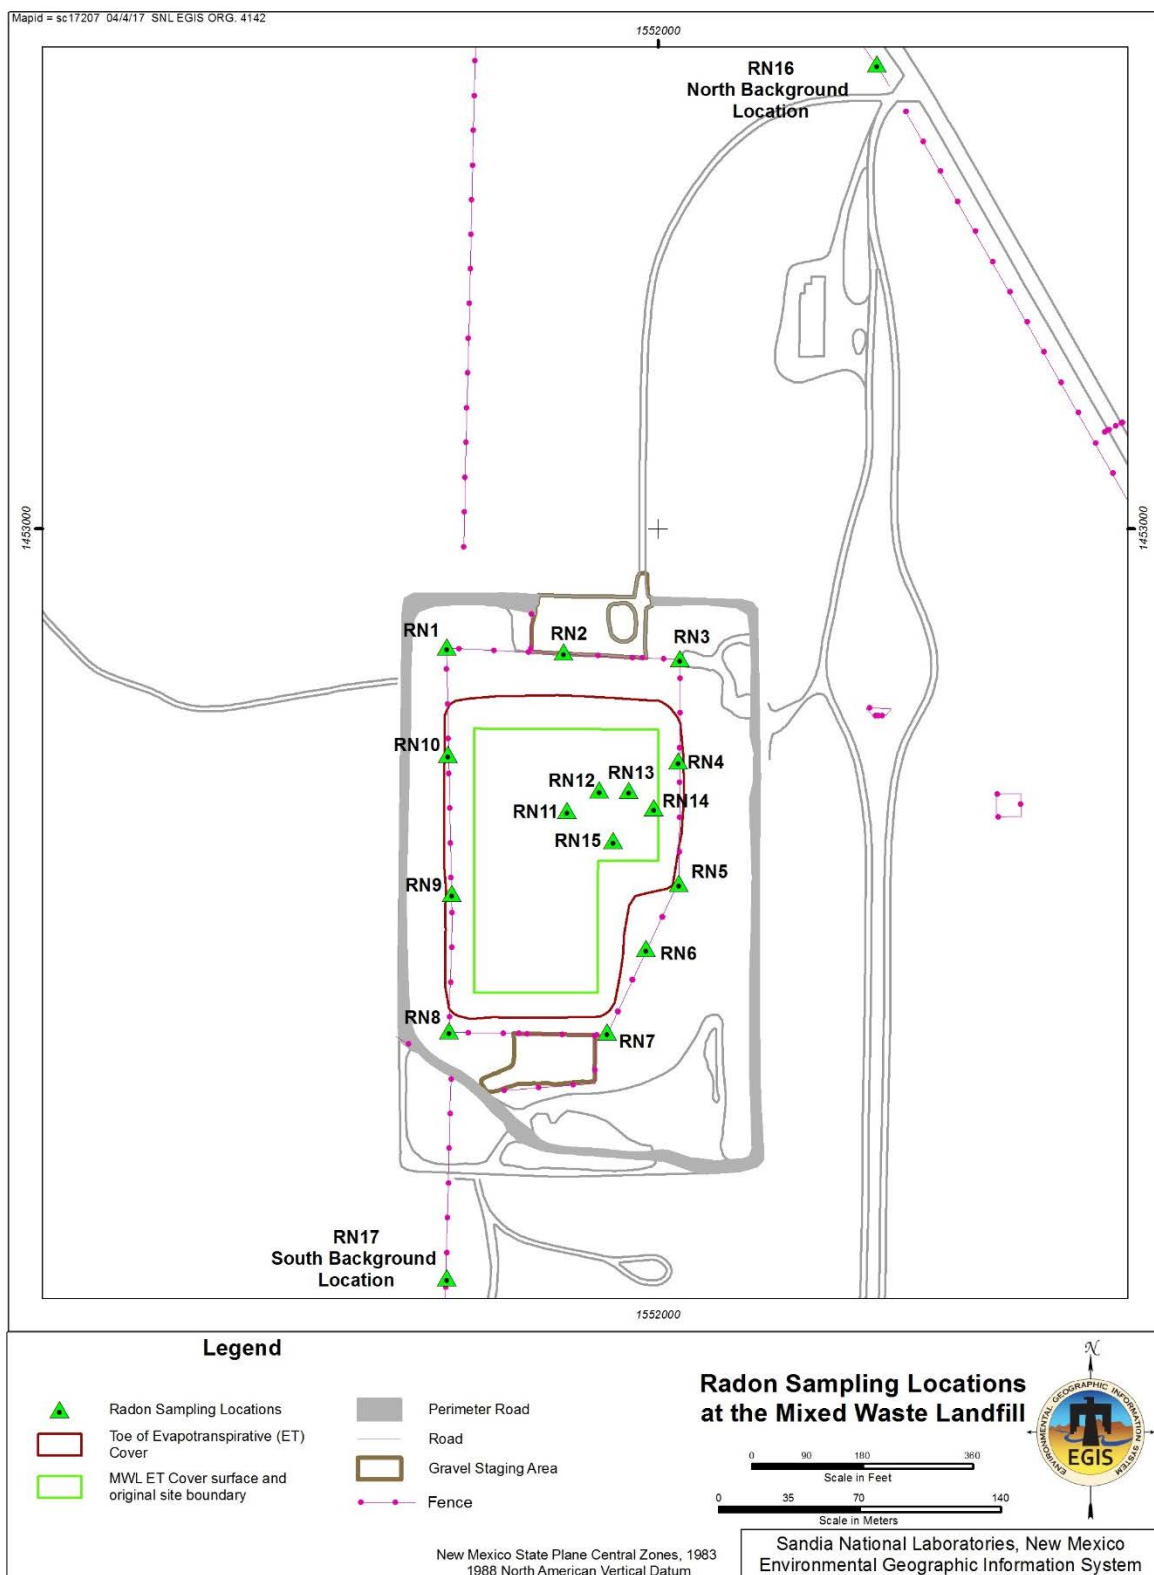 Mapid = sc17207 04/4/17 SNL EGIS ORG. 4142
1552000
RN16
North Background
Location
1453000
1453000
RN1
RN2
RN3
RN10
RN4
RN12
RN13
RN11
RN14
RN15
RN9
RN5
RN6
RN8
RN7
RN17
South Background
Location
1552000
Legend
Radon Sampling Locations
Toe of Evapotranspirative (ET)
Cover
MWL ET Cover surface and
original site boundary
Perimeter Road
Road
Gravel Staging Area
Fence
Radon Sampling Locations
at the Mixed Waste Landfill
0 90 180 360
Scale in Feet
0 35 70 140
Scale in Meters
N
ENVIRONMENTAL GEOGRAPHIC INFORMATION SYSTEM
EGIS
New Mexico State Plane Central Zones, 1983
1988 North American Vertical Datum
Sandia National Laboratories, New Mexico
Environmental Geographic Information System